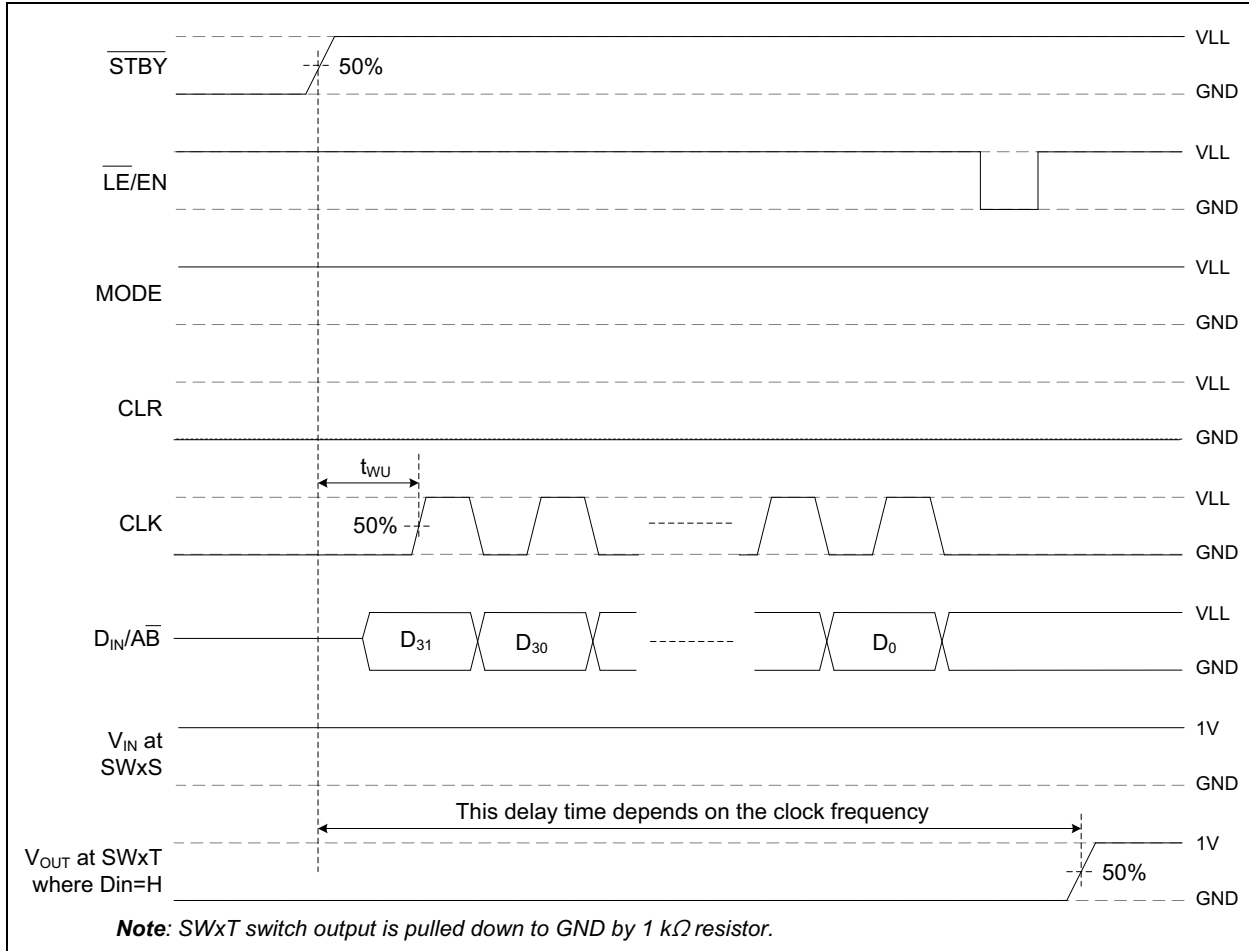 S̅T̅B̅Y̅
50%
VLL
GND
L̅E̅/EN
VLL
GND
MODE
VLL
GND
CLR
VLL
GND
tWU
CLK
50%
VLL
GND
DIN/AB̅
D31
D30
D0
VLL
GND
VIN at
SWxS
1V
GND
This delay time depends on the clock frequency
VOUT at SWxT
where Din=H
50%
1V
GND
Note: SWxT switch output is pulled down to GND by 1 kΩ resistor.